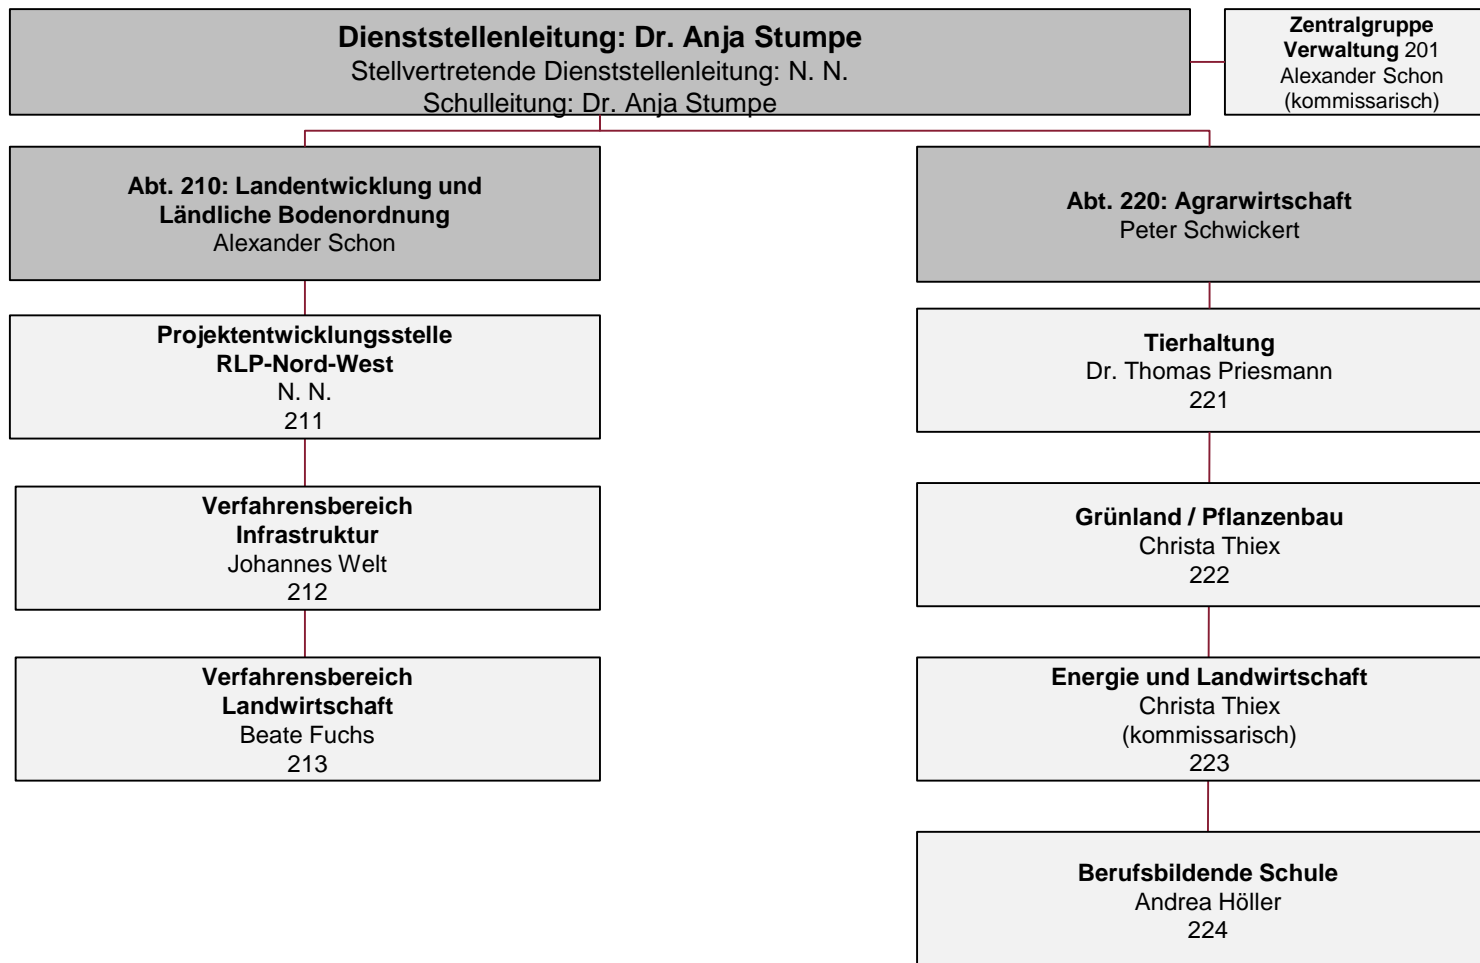 Dienststellenleitung: Dr. Anja Stumpe
Stellvertretende Dienststellenleitung: N. N.
Schulleitung: Dr. Anja Stumpe
Zentralgruppe
Verwaltung 201
Alexander Schon
(kommissarisch)
Abt. 210: Landentwicklung und
Ländliche Bodenordnung
Alexander Schon
Projektentwicklungsstelle
RLP-Nord-West
N. N.
211
Verfahrensbereich
Infrastruktur
Johannes Welt
212
Verfahrensbereich
Landwirtschaft
Beate Fuchs
213
Abt. 220: Agrarwirtschaft
Peter Schwickert
Tierhaltung
Dr. Thomas Priesmann
221
Grünland / Pflanzenbau
Christa Thiex
222
Energie und Landwirtschaft
Christa Thiex
(kommissarisch)
223
Berufsbildende Schule
Andrea Höller
224